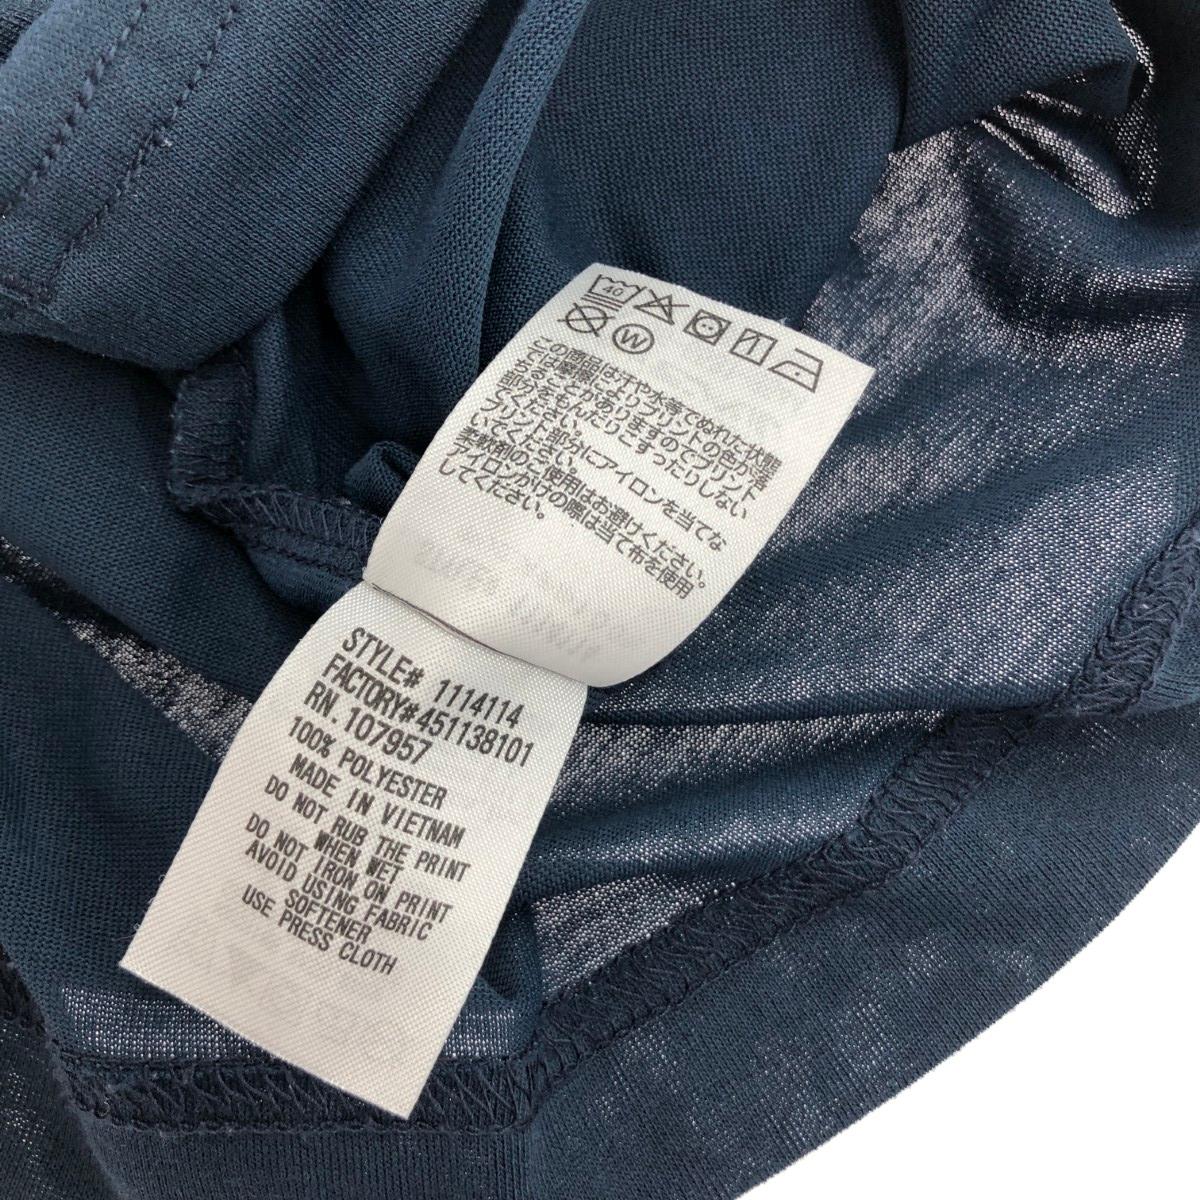 40
W
この商品は汗や水等でぬれた状態
では摩擦によりプリントの色が落
ちることがありますのでプリント
部分をもんだりこすったりしない
でください。
プリント部分にアイロンを当てな
いでください。
柔軟剤のご使用はお避けください。
アイロンがけの際は当て布を使用
してください。
STYLE# 1114114
FACTORY#451138101
RN.107957
100% POLYESTER
MADE IN VIETNAM
DO NOT RUB THE PRINT
WHEN WET
DO NOT IRON ON PRINT
AVOID USING FABRIC
SOFTENER
USE PRESS CLOTH